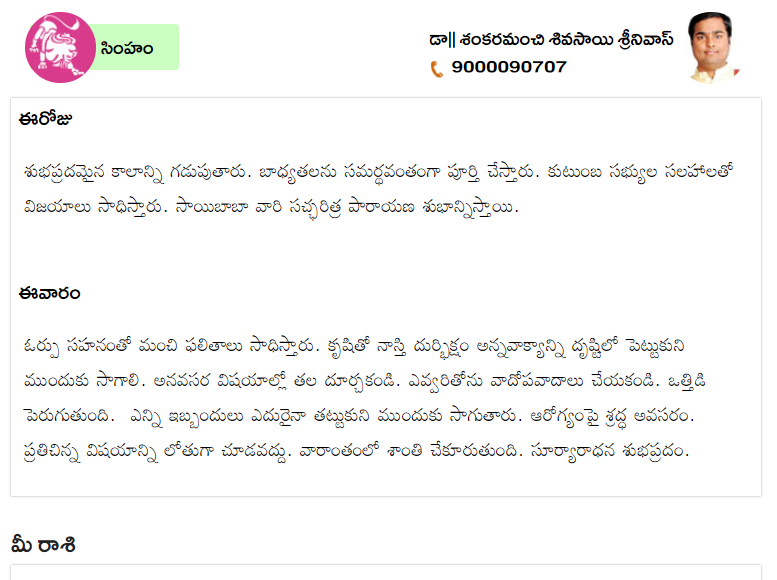 సింహం
డా|| శంకరమంచి శివసాయి శ్రీనివాస్
9000090707
ఈరోజు
శుభప్రదమైన కాలాన్ని గడుపుతారు. బాధ్యతలను సమర్ధవంతంగా పూర్తి చేస్తారు. కుటుంబ సభ్యుల సలహాలతో
విజయాలు సాధిస్తారు. సాయిబాబా వారి సచ్ఛరిత్ర పారాయణ శుభాన్నిస్తాయి.
ఈవారం
ఓర్పు సహనంతో మంచి ఫలితాలు సాధిస్తారు. కృషితో నాస్తి దుర్భిక్షం అన్నవాక్యాన్ని దృష్టిలో పెట్టుకుని
ముందుకు సాగాలి. అనవసర విషయాల్లో తల దూర్చకండి. ఎవ్వరితోను వాదోపవాదాలు చేయకండి. ఒత్తిడి
పెరుగుతుంది. ఎన్ని ఇబ్బందులు ఎదురైనా తట్టుకుని ముందుకు సాగుతారు. ఆరోగ్యంపై శ్రద్ధ అవసరం.
ప్రతిచిన్న విషయాన్ని లోతుగా చూడవద్దు. వారాంతంలో శాంతి చేకూరుతుంది. సూర్యారాధన శుభప్రదం.
మీ రాశి